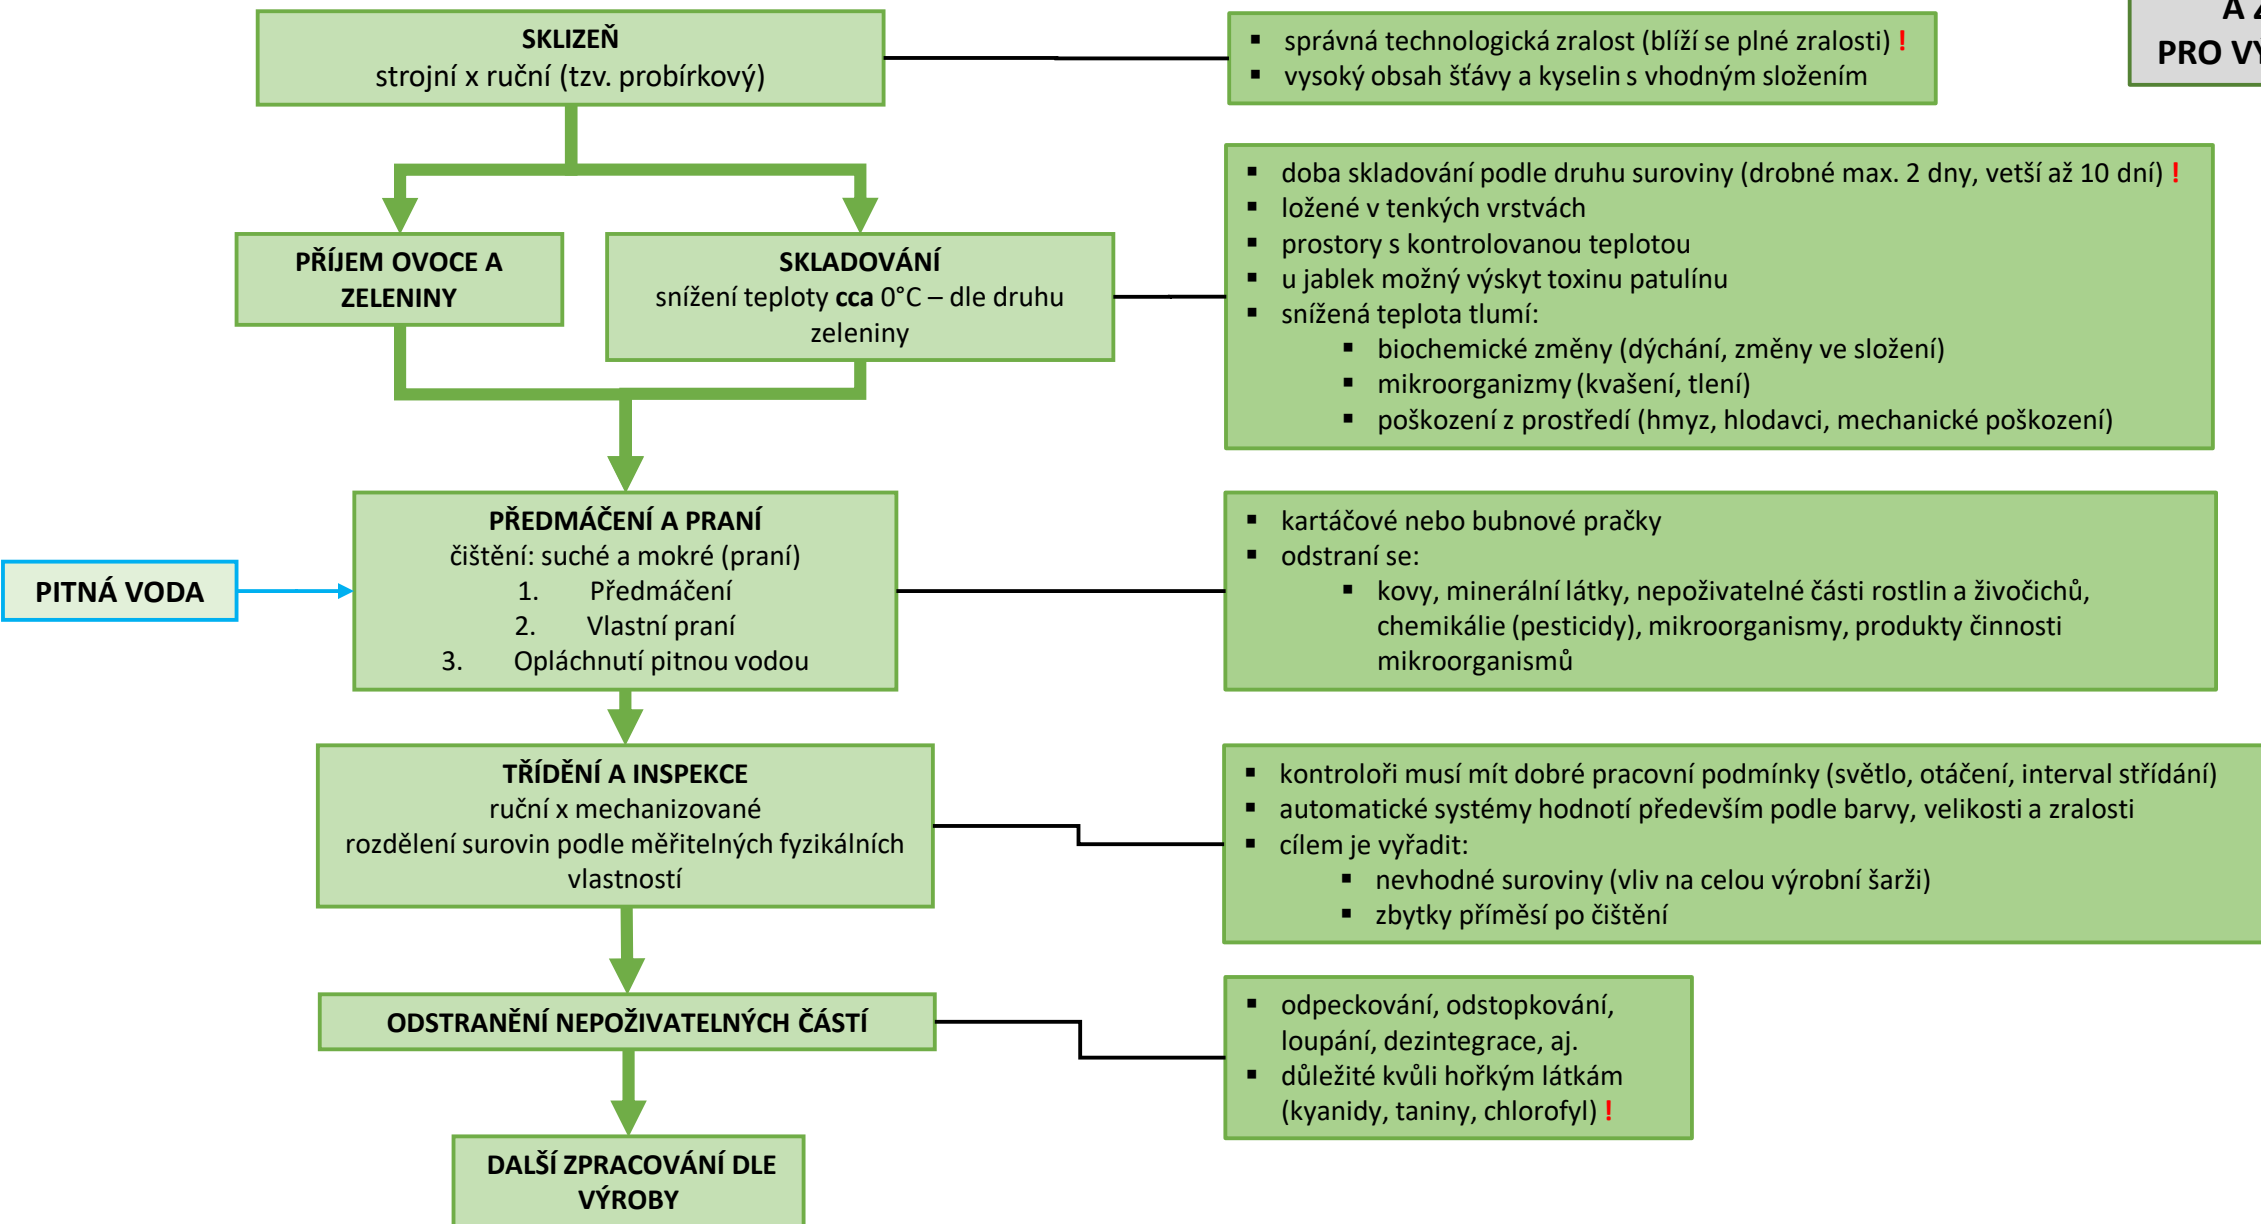 A
PRO
SKLIZEŇ
strojní x ruční (tzv. probírkový)
▪ správná technologická zralost (blíží se plné zralosti) !
▪ vysoký obsah šťávy a kyselin s vhodným složením
PŘÍJEM OVOCE A
ZELENINY
SKLADOVÁNÍ
snížení teploty cca 0°C – dle druhu
zeleniny
▪ doba skladování podle druhu suroviny (drobné max. 2 dny, vetší až 10 dní) !
▪ ložené v tenkých vrstvách
▪ prostory s kontrolovanou teplotou
▪ u jablek možný výskyt toxinu patulínu
▪ snížená teplota tlumí:
▪ biochemické změny (dýchání, změny ve složení)
▪ mikroorganizmy (kvašení, tlení)
▪ poškození z prostředí (hmyz, hlodavci, mechanické poškození)
PITNÁ VODA
PŘEDMÁČENÍ A PRANÍ
čištění: suché a mokré (praní)
1. Předmáčení
2. Vlastní praní
3. Opláchnutí pitnou vodou
▪ kartáčové nebo bubnové pračky
▪ odstraní se:
▪ kovy, minerální látky, nepoživatelné části rostlin a živočichů,
chemikálie (pesticidy), mikroorganismy, produkty činnosti
mikroorganismů
TŘÍDĚNÍ A INSPEKCE
ruční x mechanizované
rozdělení surovin podle měřitelných fyzikálních
vlastností
▪ kontroloři musí mít dobré pracovní podmínky (světlo, otáčení, interval střídání)
▪ automatické systémy hodnotí především podle barvy, velikosti a zralosti
▪ cílem je vyřadit:
▪ nevhodné suroviny (vliv na celou výrobní šarži)
▪ zbytky příměsí po čištění
ODSTRANĚNÍ NEPOŽIVATELNÝCH ČÁSTÍ
▪ odpeckování, odstopkování,
loupání, dezintegrace, aj.
▪ důležité kvůli hořkým látkám
(kyanidy, taniny, chlorofyl) !
DALŠÍ ZPRACOVÁNÍ DLE
VÝROBY